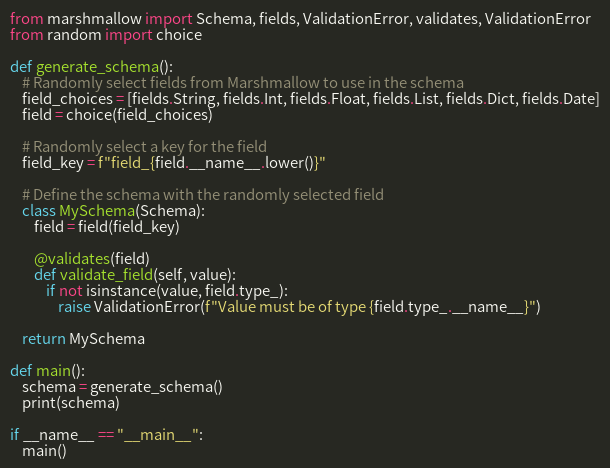 from marshmallow import Schema, fields, ValidationError, validates, ValidationError
from random import choice

def generate_schema():
    # Randomly select fields from Marshmallow to use in the schema
    field_choices = [fields.String, fields.Int, fields.Float, fields.List, fields.Dict, fields.Date]
    field = choice(field_choices)

    # Randomly select a key for the field
    field_key = f"field_{field.__name__.lower()}"

    # Define the schema with the randomly selected field
    class MySchema(Schema):
        field = field(field_key)

        @validates(field)
        def validate_field(self, value):
            if not isinstance(value, field.type_):
                raise ValidationError(f"Value must be of type {field.type_.__name__}")

    return MySchema

def main():
    schema = generate_schema()
    print(schema)

if __name__ == "__main__":
    main()